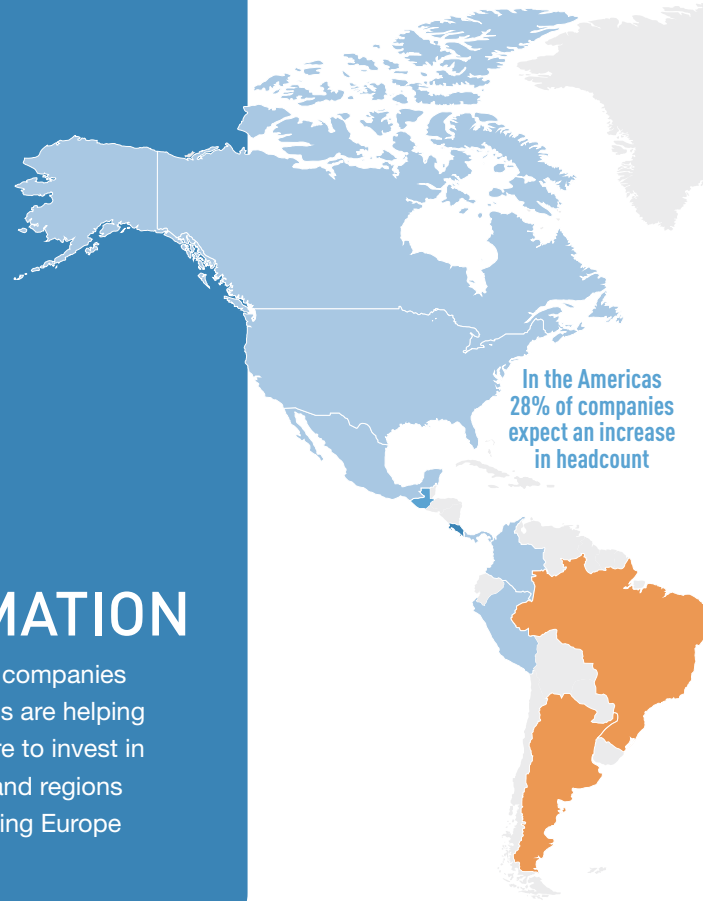 In the Americas
28% of companies
expect an increase
in headcount
MATION
companies
s are helping
re to invest in
and regions
ing Europe